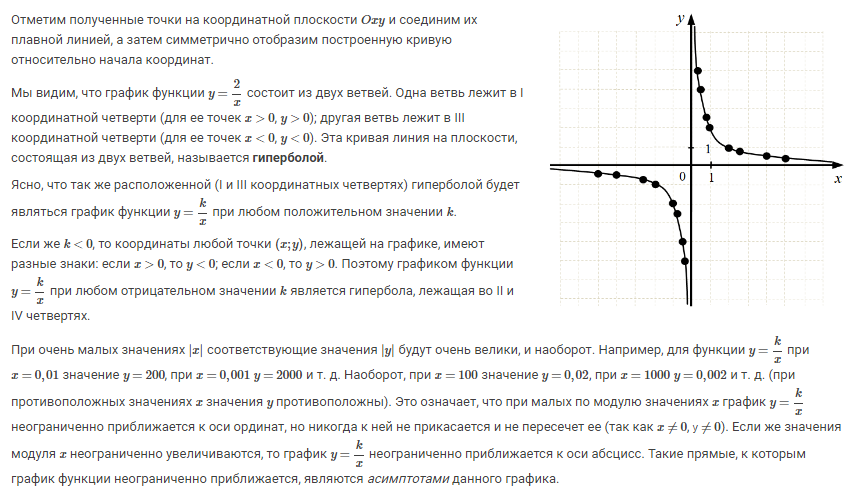 Отметим полученные точки на координатной плоскости Oxy и соединим их
плавной линией, а затем симметрично отобразим построенную кривую
относительно начала координат.
Мы видим, что график функции y = 2/x состоит из двух ветвей. Одна ветвь лежит в I
координатной четверти (для ее точек x > 0, y > 0); другая ветвь лежит в III
координатной четверти (для ее точек x < 0, y < 0). Эта кривая линия на плоскости,
состоящая из двух ветвей, называется гиперболой.
Ясно, что так же расположенной (I и III координатных четвертях) гиперболой будет
являться график функции y = k/x при любом положительном значении k.
Если же k < 0, то координаты любой точки (x; y), лежащей на графике, имеют
разные знаки: если x > 0, то y < 0; если x < 0, то y > 0. Поэтому графиком функции
y = k/x при любом отрицательном значении k является гипербола, лежащая во II и
IV четвертях.
y
1
0
1
x
При очень малых значениях |x| соответствующие значения |y| будут очень велики, и наоборот. Например, для функции y = k/x при
x = 0,01 значение y = 200, при x = 0,001 y = 2000 и т. д. Наоборот, при x = 100 значение y = 0,02, при x = 1000 y = 0,002 и т. д. (при
противоположных значениях x значения y противоположны). Это означает, что при малых по модулю значениях x график y = k/x
неограниченно приближается к оси ординат, но никогда к ней не прикасается и не пересечет ее (так как x ≠ 0, y ≠ 0). Если же значения
модуля x неограниченно увеличиваются, то график y = k/x неограниченно приближается к оси абсцисс. Такие прямые, к которым
график функции неограниченно приближается, являются асимптотами данного графика.